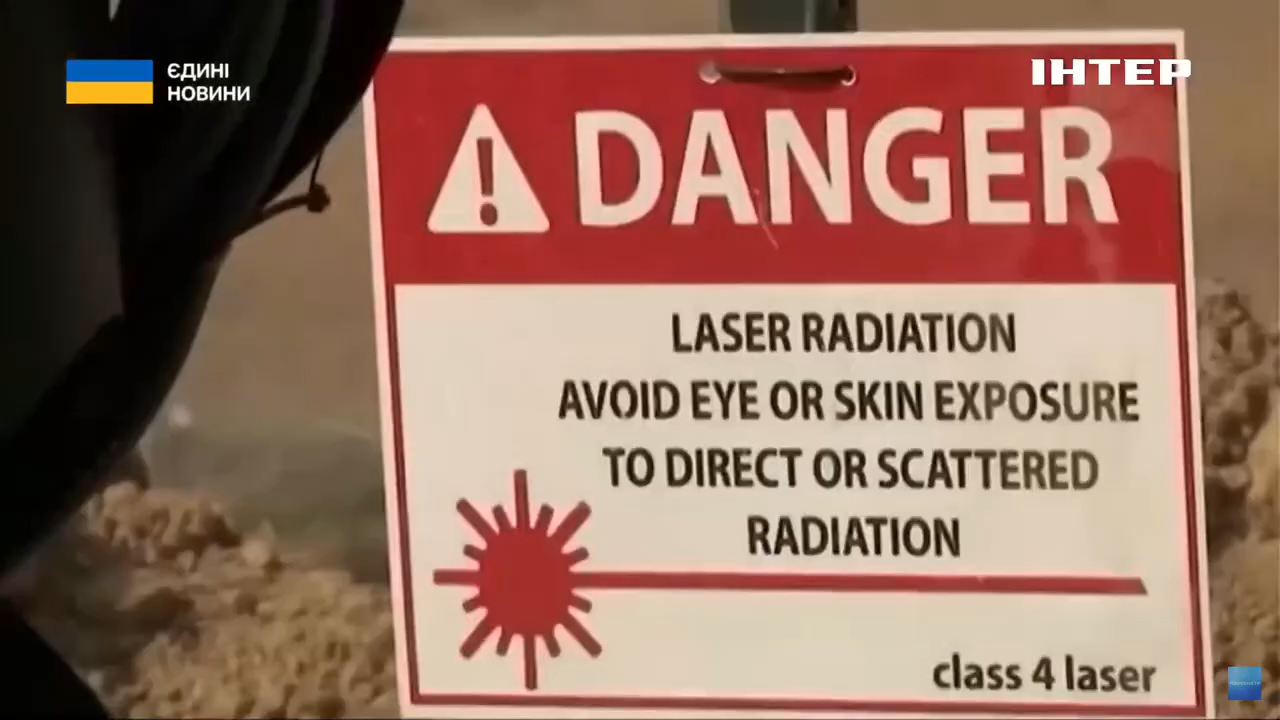 ЄДИНІ
НОВИНИ
ІНТЕР
DANGER
LASER RADIATION
AVOID EYE OR SKIN EXPOSURE
TO DIRECT OR SCATTERED
RADIATION
class 4 laser